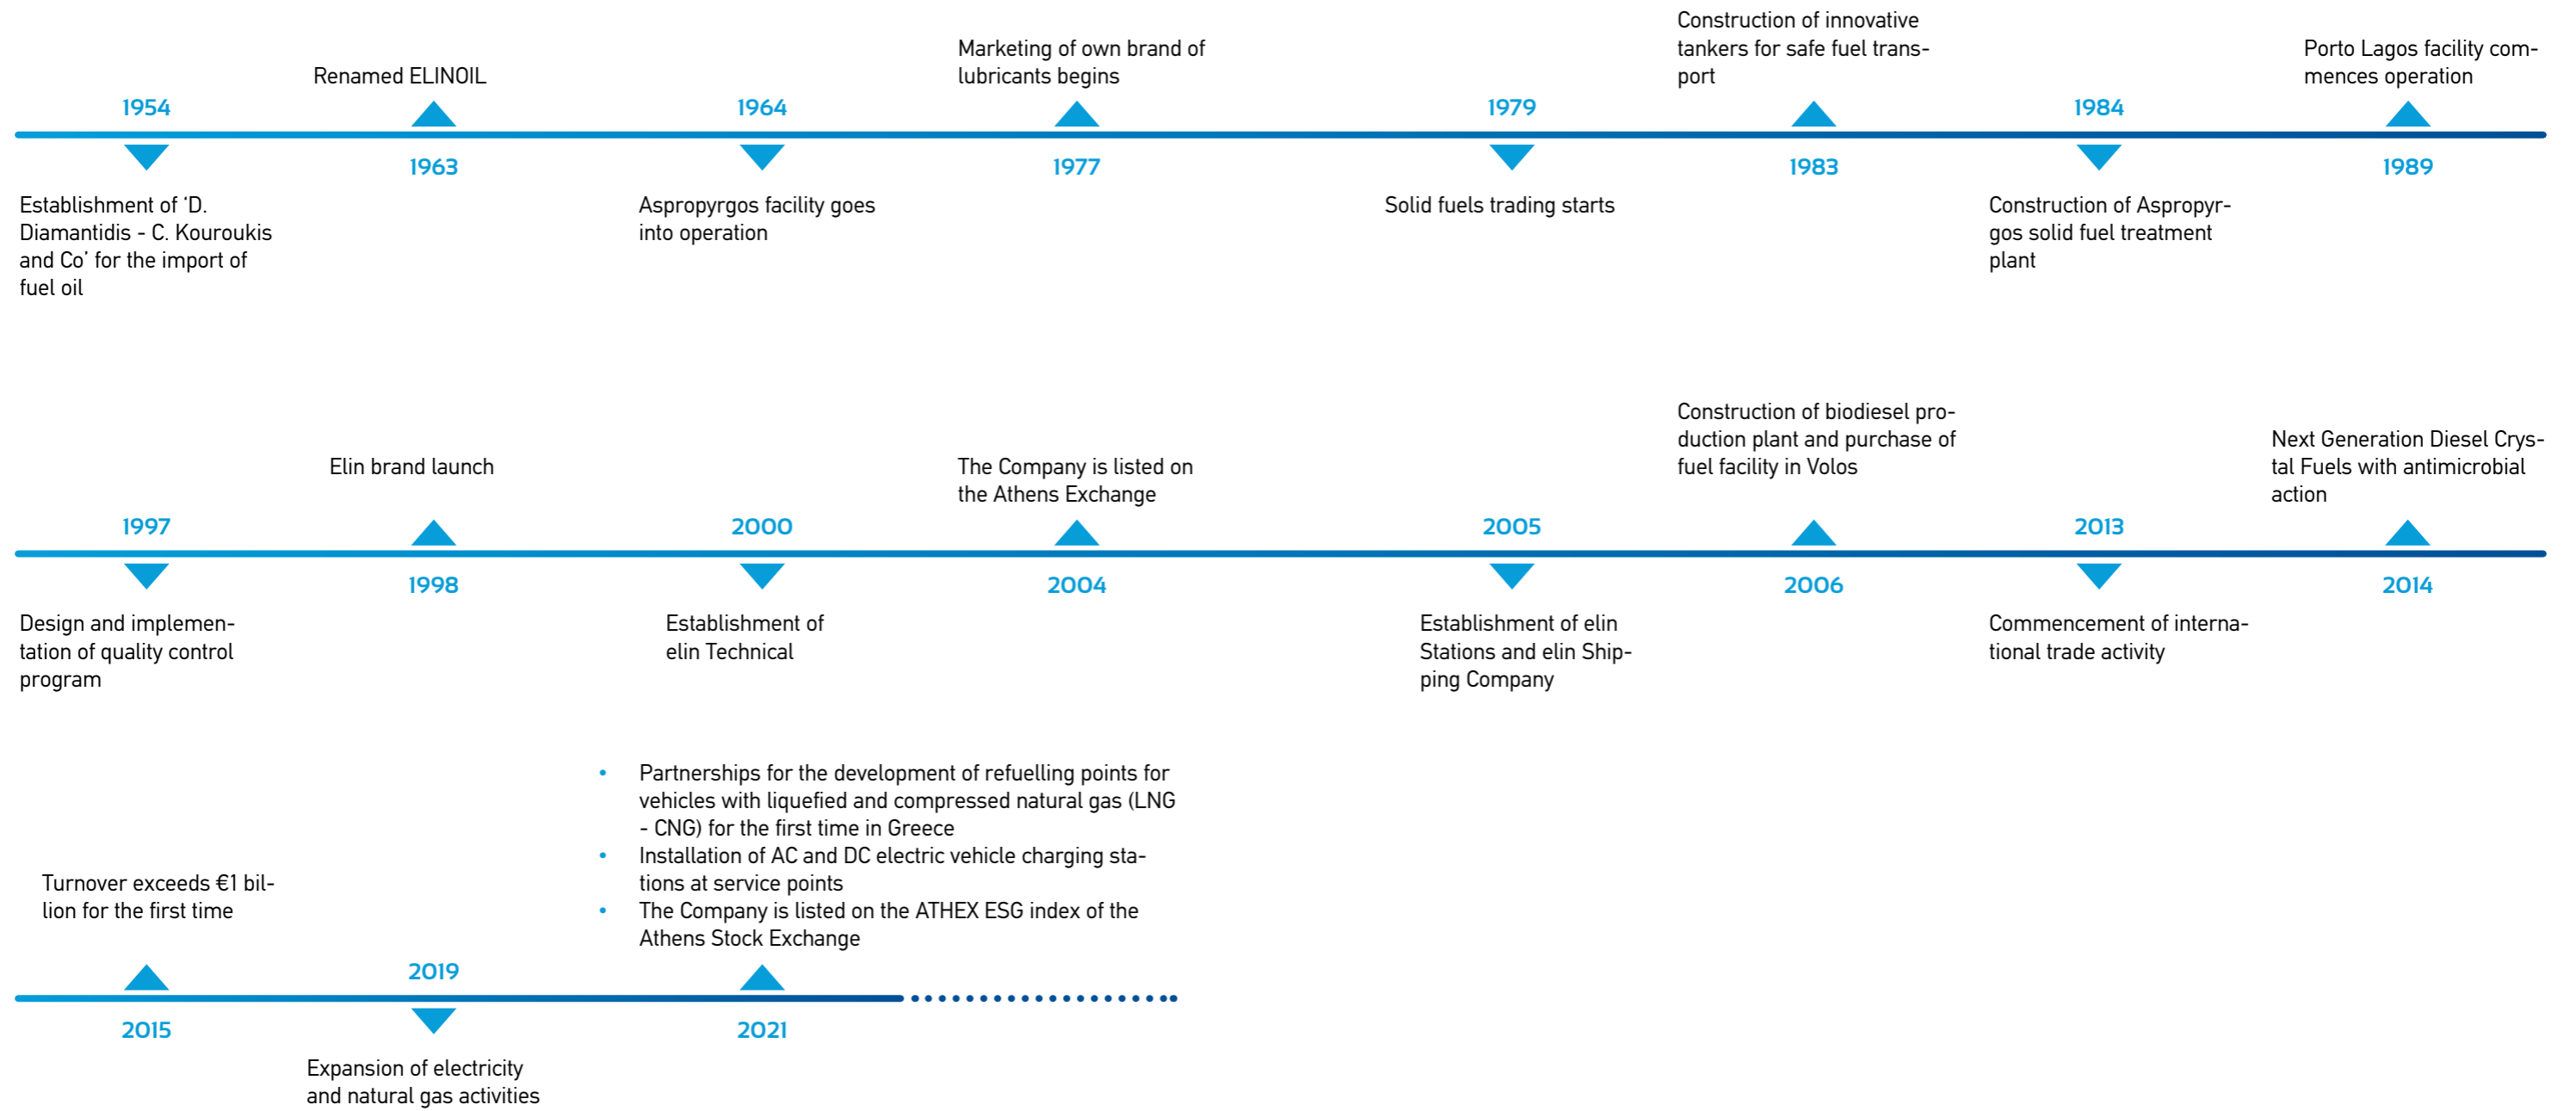 Renamed ELINOIL
Marketing of own brand of
lubricants begins
Construction of innovative
tankers for safe fuel trans-
port
Porto Lagos facility com-
mences operation
1954
1964
1979
1984
1963
1977
1983
1989
Establishment of ‘D.
Diamantidis - C. Kouroukis
and Co’ for the import of
fuel oil
Aspropyrgos facility goes
into operation
Solid fuels trading starts
Construction of Aspropyr-
gos solid fuel treatment
plant
Elin brand launch
The Company is listed on
the Athens Exchange
Construction of biodiesel pro-
duction plant and purchase of
fuel facility in Volos
Next Generation Diesel Crys-
tal Fuels with antimicrobial
action
1997
2000
2005
2013
1998
2004
2006
2014
Design and implemen-
tation of quality control
program
Establishment of
elin Technical
Establishment of elin
Stations and elin Ship-
ping Company
Commencement of interna-
tional trade activity
Turnover exceeds €1 bil-
lion for the first time
• Partnerships for the development of refuelling points for
vehicles with liquefied and compressed natural gas (LNG
- CNG) for the first time in Greece
• Installation of AC and DC electric vehicle charging sta-
tions at service points
• The Company is listed on the ATHEX ESG index of the
Athens Stock Exchange
2019
2015
2021
Expansion of electricity
and natural gas activities